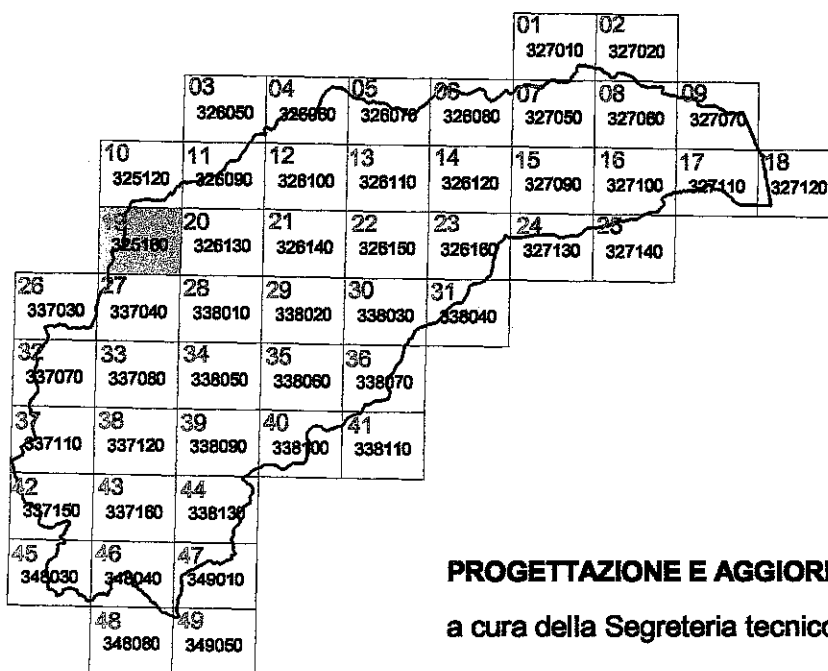 01 02
327010 327020
03 04 05 06 07 08 09
326050 326060 326070 326080 327050 327060 327070
10 11 12 13 14 15 16 17 18
325120 326090 326100 326110 326120 327090 327100 327110 327120
19 20 21 22 23 24 25
325160 326130 326140 326150 326160 327130 327140
26 27 28 29 30 31
337030 337040 338010 338020 338030 338040
32 33 34 35 36
337070 337080 338050 338060 338070
37 38 39 40 41
337110 337120 338090 338100 338110
42 43 44
337150 337160 338130
45 46 47
348030 348040 349010
48 49
348080 349050
PROGETTAZIONE E AGGIOR
a cura della Segreteria tecnico